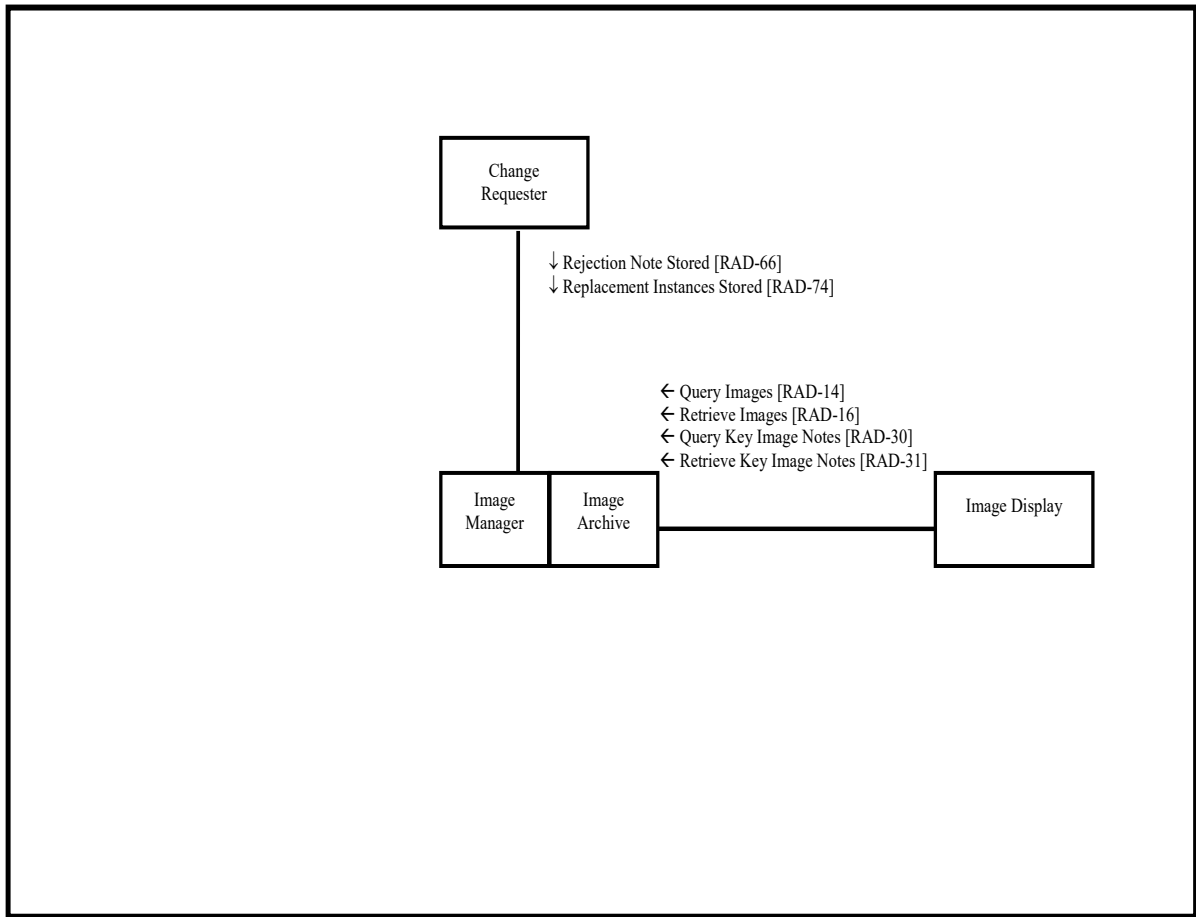 Change
Requester
↓ Rejection Note Stored [RAD-66]
↓ Replacement Instances Stored [RAD-74]
← Query Images [RAD-14]
← Retrieve Images [RAD-16]
← Query Key Image Notes [RAD-30]
← Retrieve Key Image Notes [RAD-31]
Image
Manager
Image
Archive
Image Display